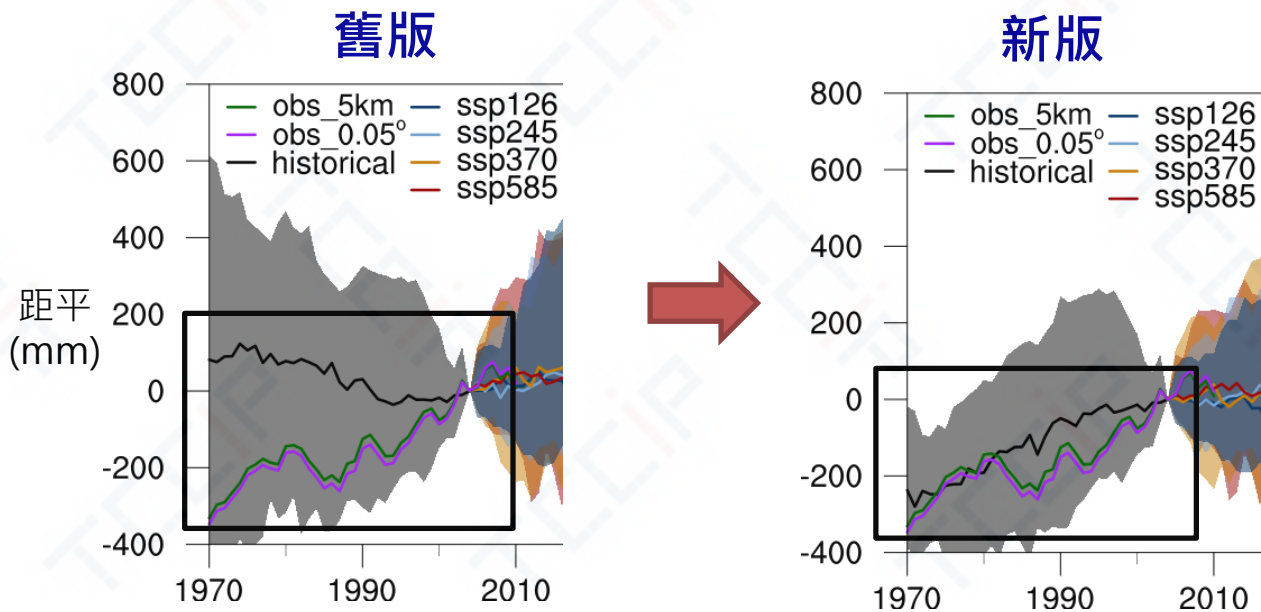 舊版
800
600
400
200
0
-200
-400
距平
(mm)
obs_5km
obs_0.05°
historical
ssp126
ssp245
ssp370
ssp585
1970
1990
2010
新版
800
600
400
200
0
-200
-400
obs_5km
obs_0.05°
historical
ssp126
ssp245
ssp370
ssp585
1970
1990
2010
TCCIP